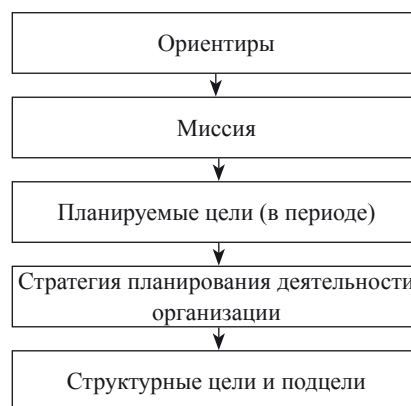 Ориентиры
Миссия
Планируемые цели (в периоде)
Стратегия планирования деятельности
организации
Структурные цели и подцели